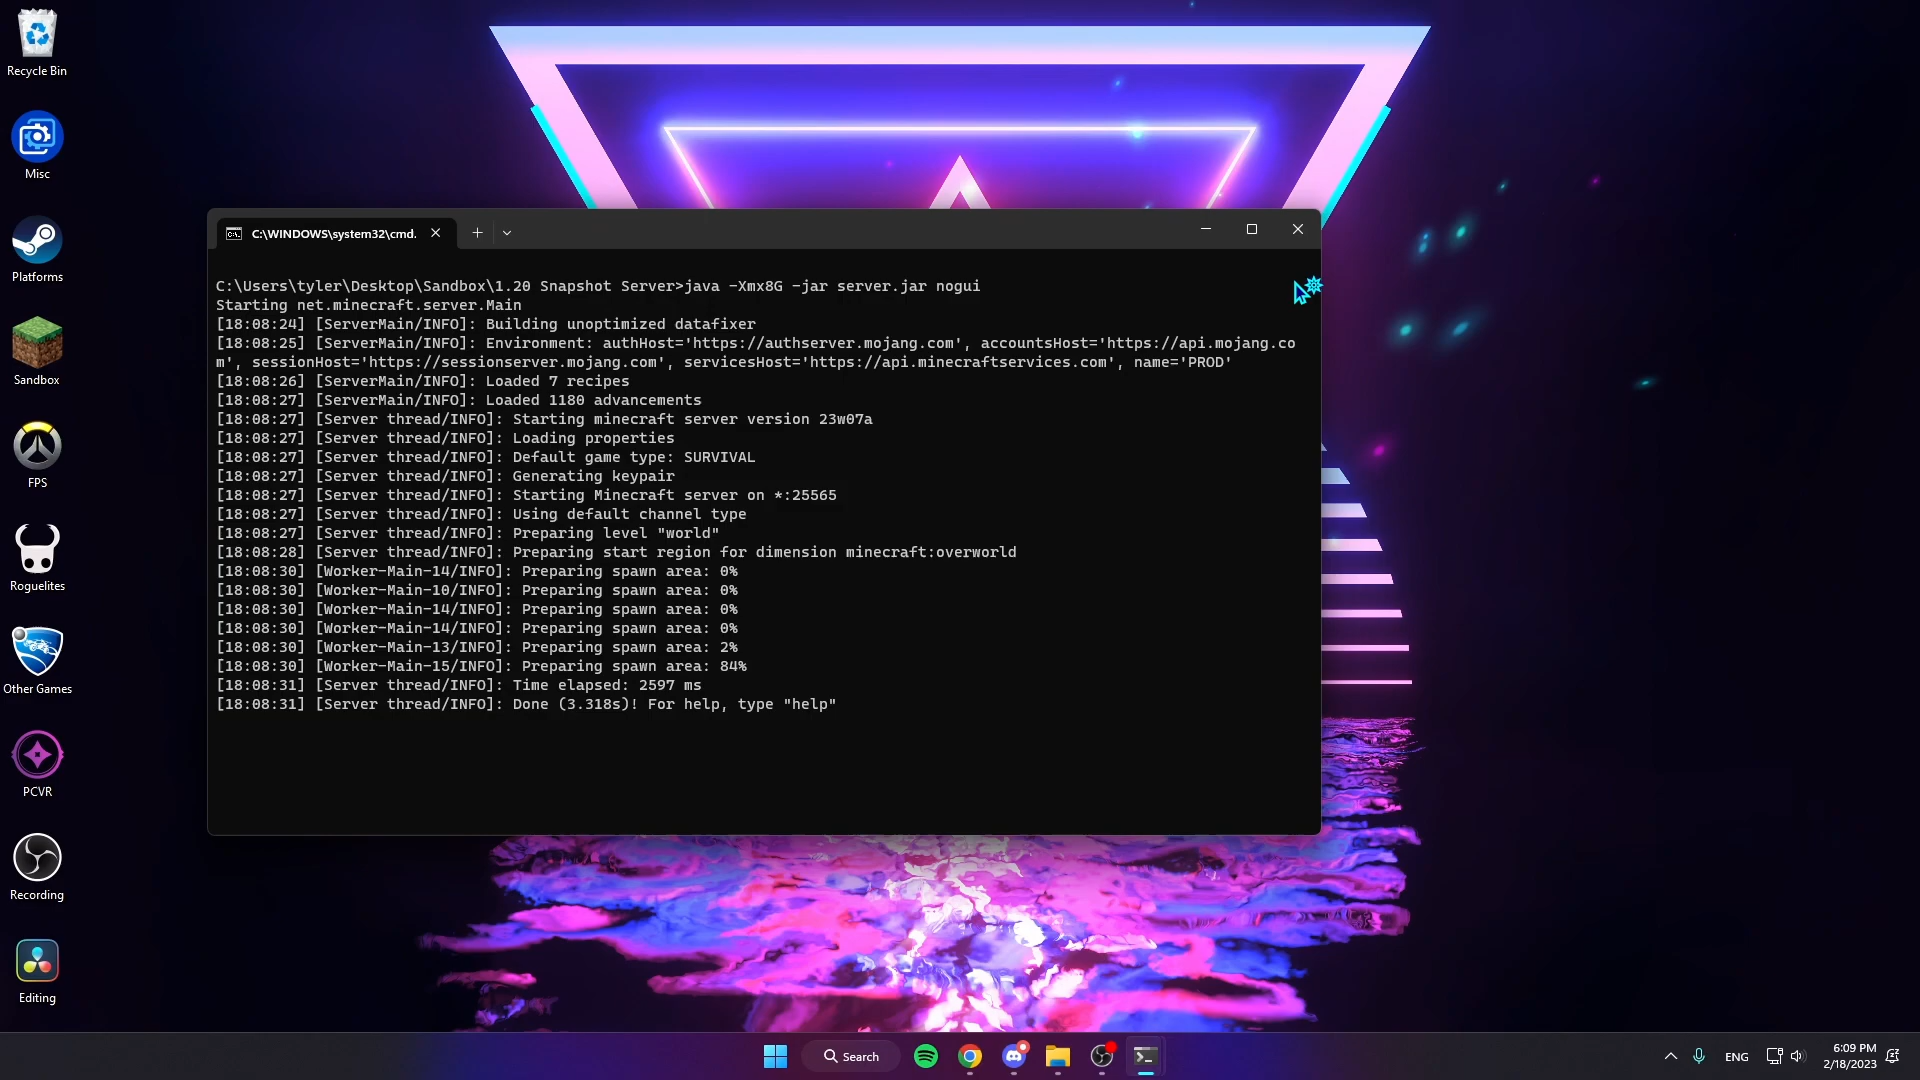 Recycle Bin
Misc
Platforms
Sandbox
FPS
Roguelites
Other Games
PCVR
Recording
Editing
C:\WINDOWS\system32\cmd.
C:\Users\tyler\Desktop\Sandbox\1.20 Snapshot Server>java -Xmx8G -jar server.jar nogui
Starting net.minecraft.server.Main
[18:08:24] [ServerMain/INFO]: Building unoptimized datafixer
[18:08:25] [ServerMain/INFO]: Environment: authHost='https://authserver.mojang.com', accountsHost='https://api.mojang.co
m', sessionHost='https://sessionserver.mojang.com', servicesHost='https://api.minecraftservices.com', name='PROD'
[18:08:26] [ServerMain/INFO]: Loaded 7 recipes
[18:08:27] [ServerMain/INFO]: Loaded 1180 advancements
[18:08:27] [Server thread/INFO]: Starting minecraft server version 23w07a
[18:08:27] [Server thread/INFO]: Loading properties
[18:08:27] [Server thread/INFO]: Default game type: SURVIVAL
[18:08:27] [Server thread/INFO]: Generating keypair
[18:08:27] [Server thread/INFO]: Starting Minecraft server on *:25565
[18:08:27] [Server thread/INFO]: Using default channel type
[18:08:27] [Server thread/INFO]: Preparing level "world"
[18:08:28] [Server thread/INFO]: Preparing start region for dimension minecraft:overworld
[18:08:30] [Worker-Main-14/INFO]: Preparing spawn area: 0%
[18:08:30] [Worker-Main-10/INFO]: Preparing spawn area: 0%
[18:08:30] [Worker-Main-14/INFO]: Preparing spawn area: 0%
[18:08:30] [Worker-Main-14/INFO]: Preparing spawn area: 0%
[18:08:30] [Worker-Main-13/INFO]: Preparing spawn area: 2%
[18:08:30] [Worker-Main-15/INFO]: Preparing spawn area: 84%
[18:08:31] [Server thread/INFO]: Time elapsed: 2597 ms
[18:08:31] [Server thread/INFO]: Done (3.318s)! For help, type "help"
Search
ENG
6:09 PM
2/18/2023